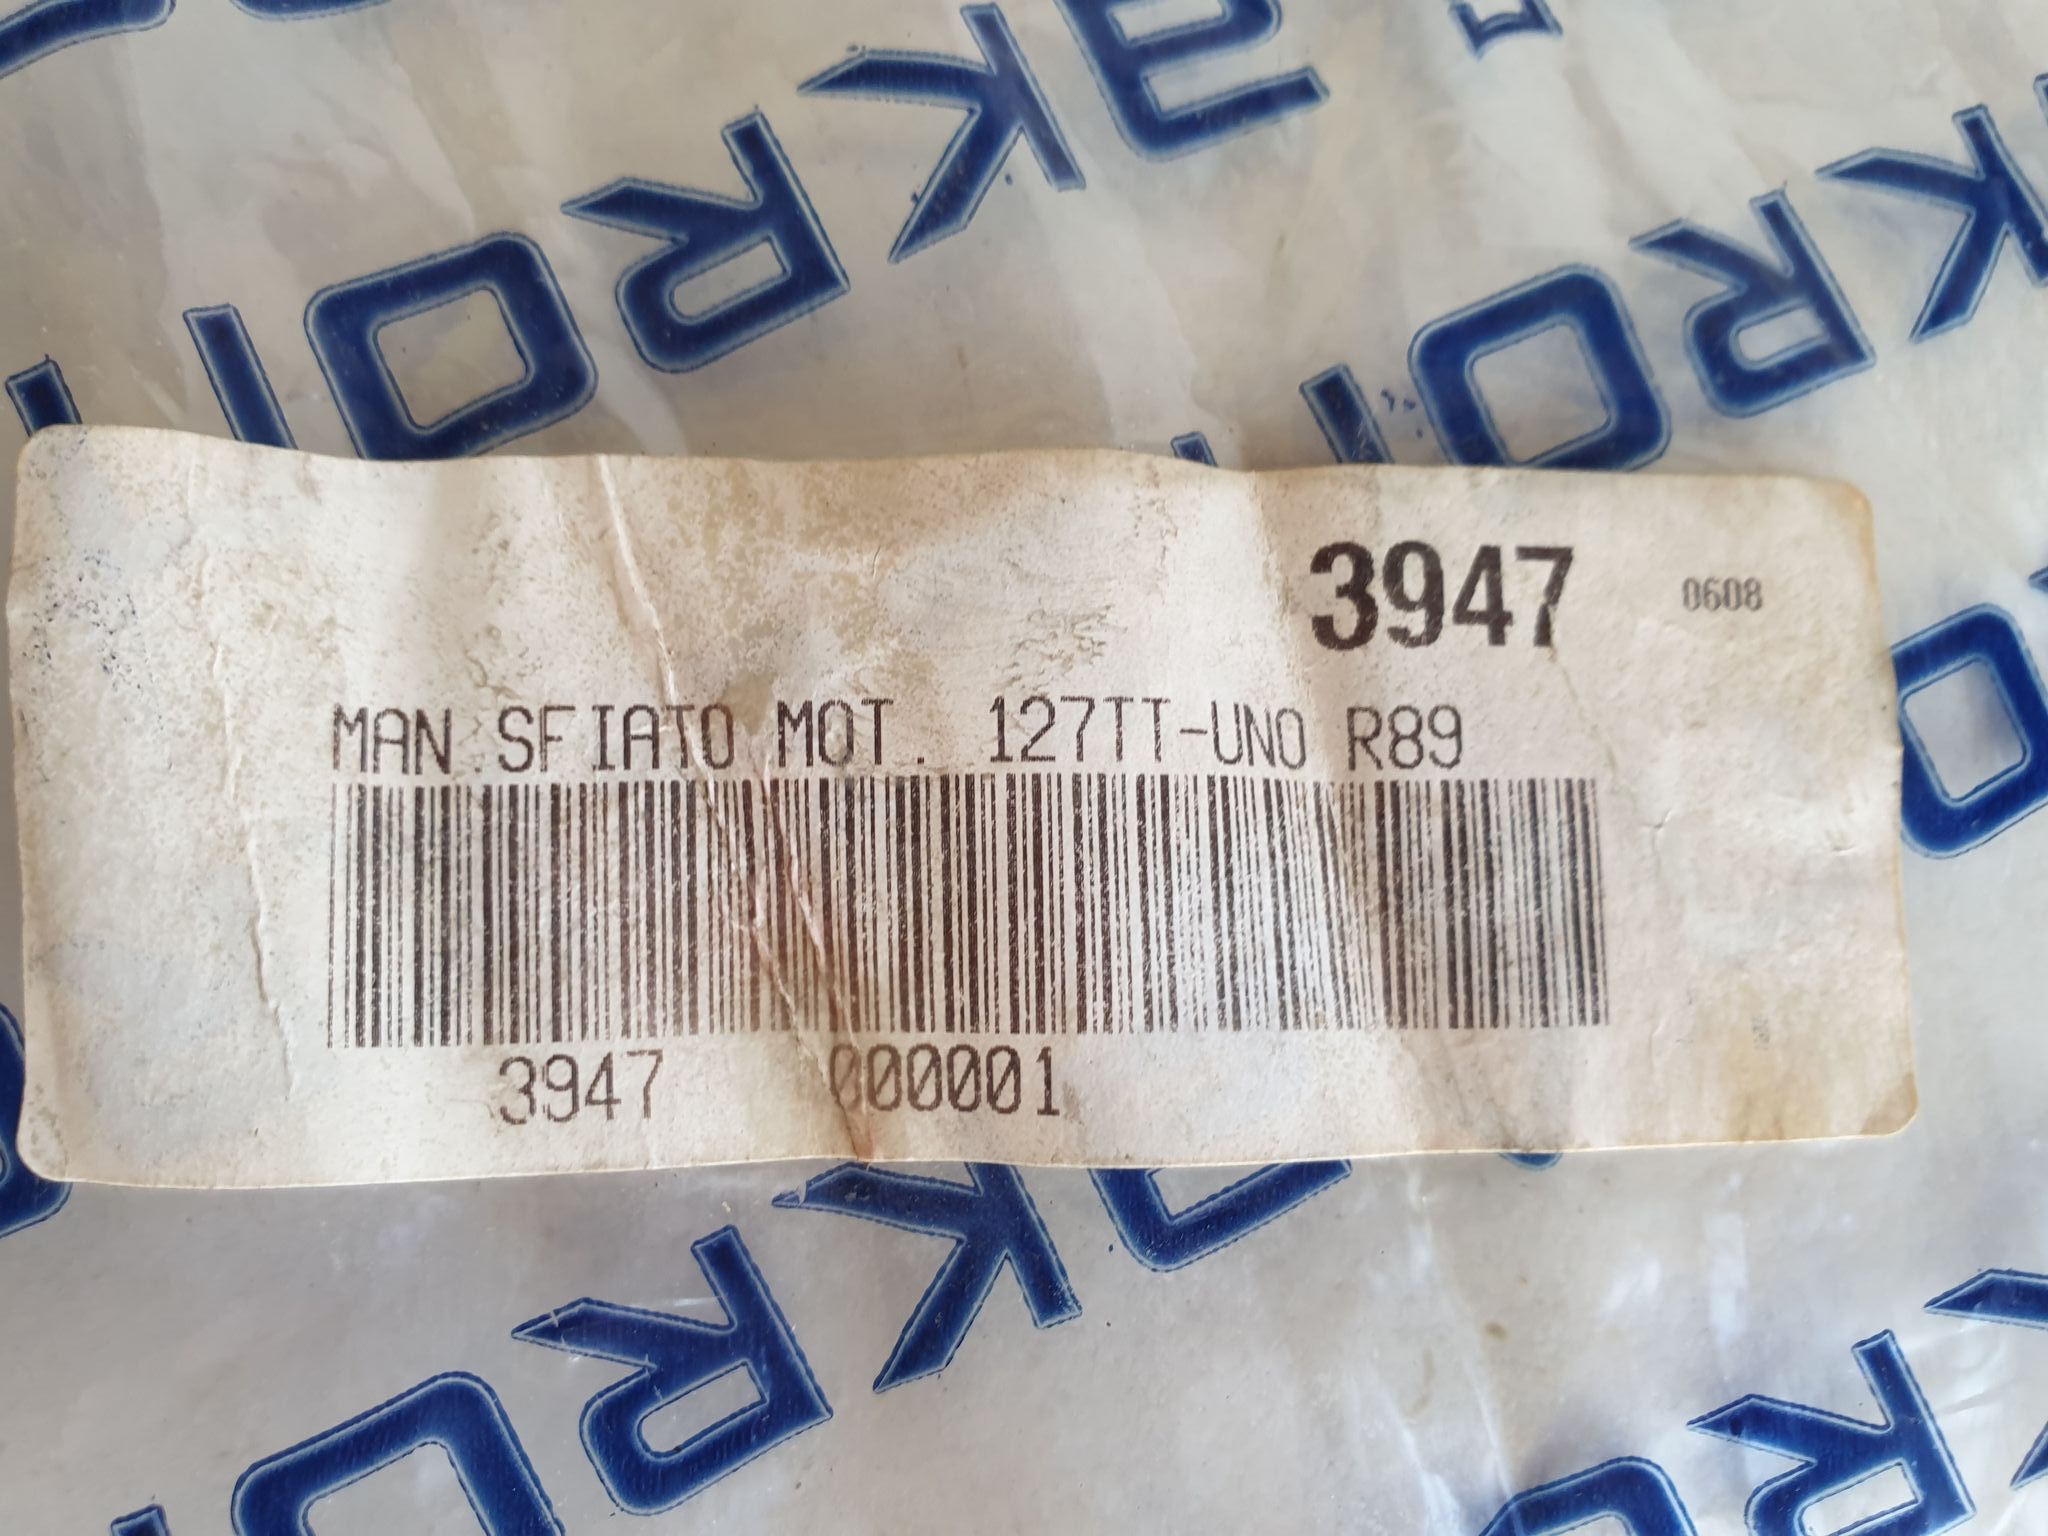 3947 0608
MAN.SFIATO MOT. 127TT-UNO R89
3947 000001